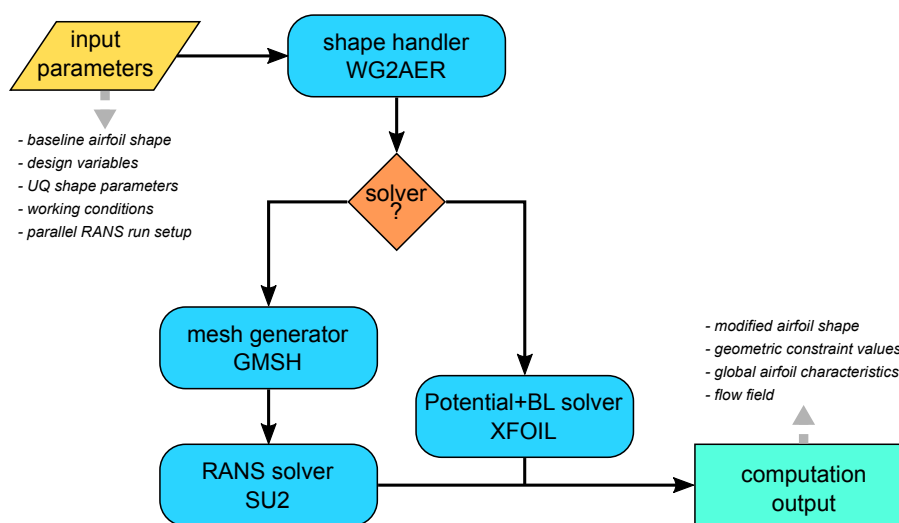 input
parameters
shape handler
WG2AER
- baseline airfoil shape
- design variables
- UQ shape parameters
- working conditions
- parallel RANS run setup
solver
?
mesh generator
GMSH
Potential+BL solver
XFOIL
RANS solver
SU2
- modified airfoil shape
- geometric constraint values
- global airfoil characteristics
- flow field
computation
output